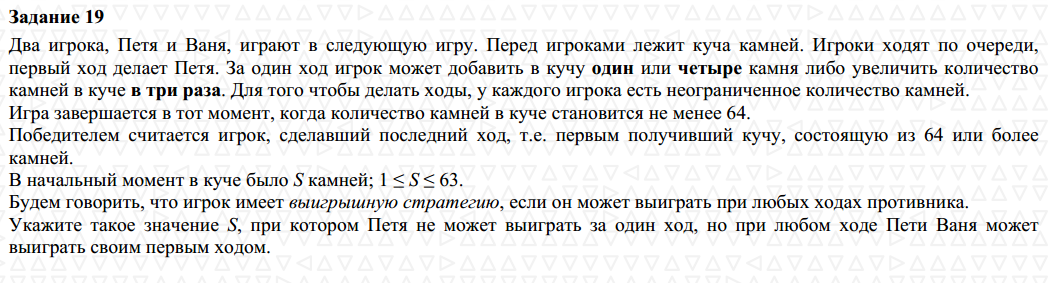 Задание 19
Два игрока, Петя и Ваня, играют в следующую игру. Перед игроками лежит куча камней. Игроки ходят по очереди,
первый ход делает Петя. За один ход игрок может добавить в кучу один или четыре камня либо увеличить количество
камней в куче в три раза. Для того чтобы делать ходы, у каждого игрока есть неограниченное количество камней.
Игра завершается в тот момент, когда количество камней в куче становится не менее 64.
Победителем считается игрок, сделавший последний ход, т.е. первым получивший кучу, состоящую из 64 или более
камней.
В начальный момент в куче было S камней; 1 ≤ S ≤ 63.
Будем говорить, что игрок имеет выигрышную стратегию, если он может выиграть при любых ходах противника.
Укажите такое значение S, при котором Петя не может выиграть за один ход, но при любом ходе Пети Ваня может
выиграть своим первым ходом.